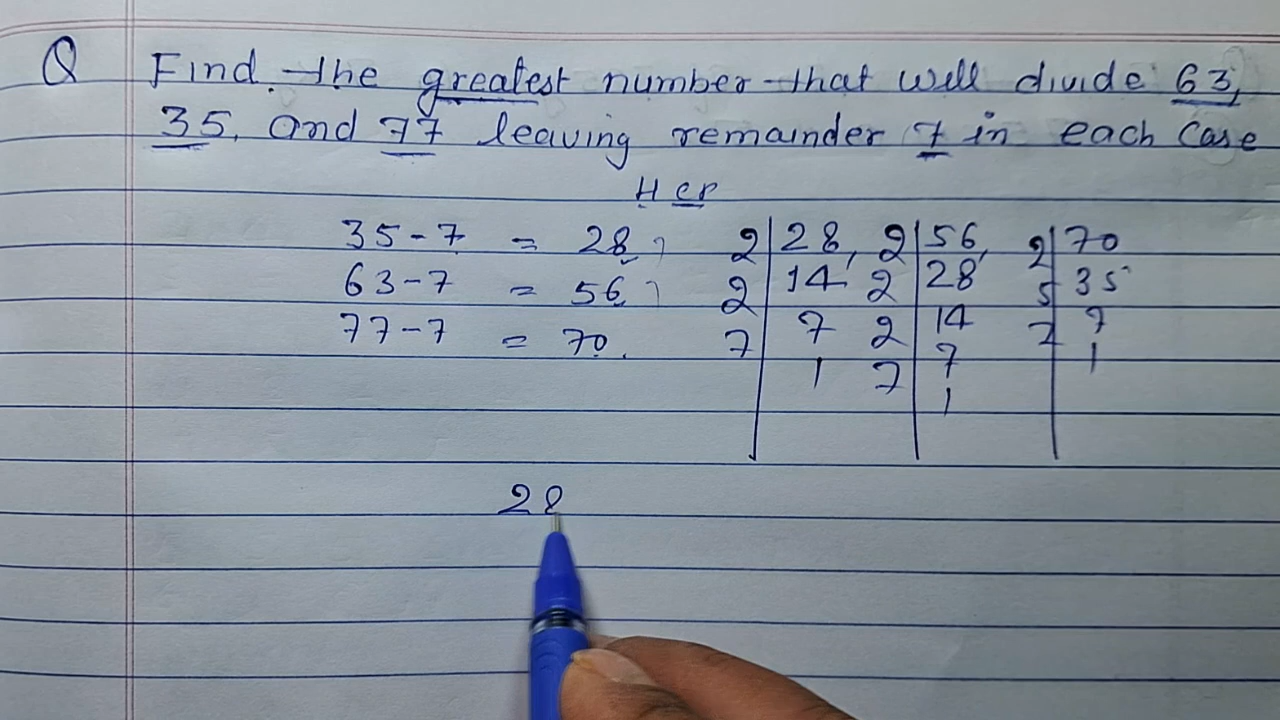 Q Find the greatest number that will divide 63,
35, and 77 leaving remainder 7 in each case
HCF
35-7 = 28, 2 28, 2 56, 2 70
63-7 = 56, 2 14 2 28 5 35
77-7 = 70. 7 7 2 14 7 7
1 7 7 1
1
28